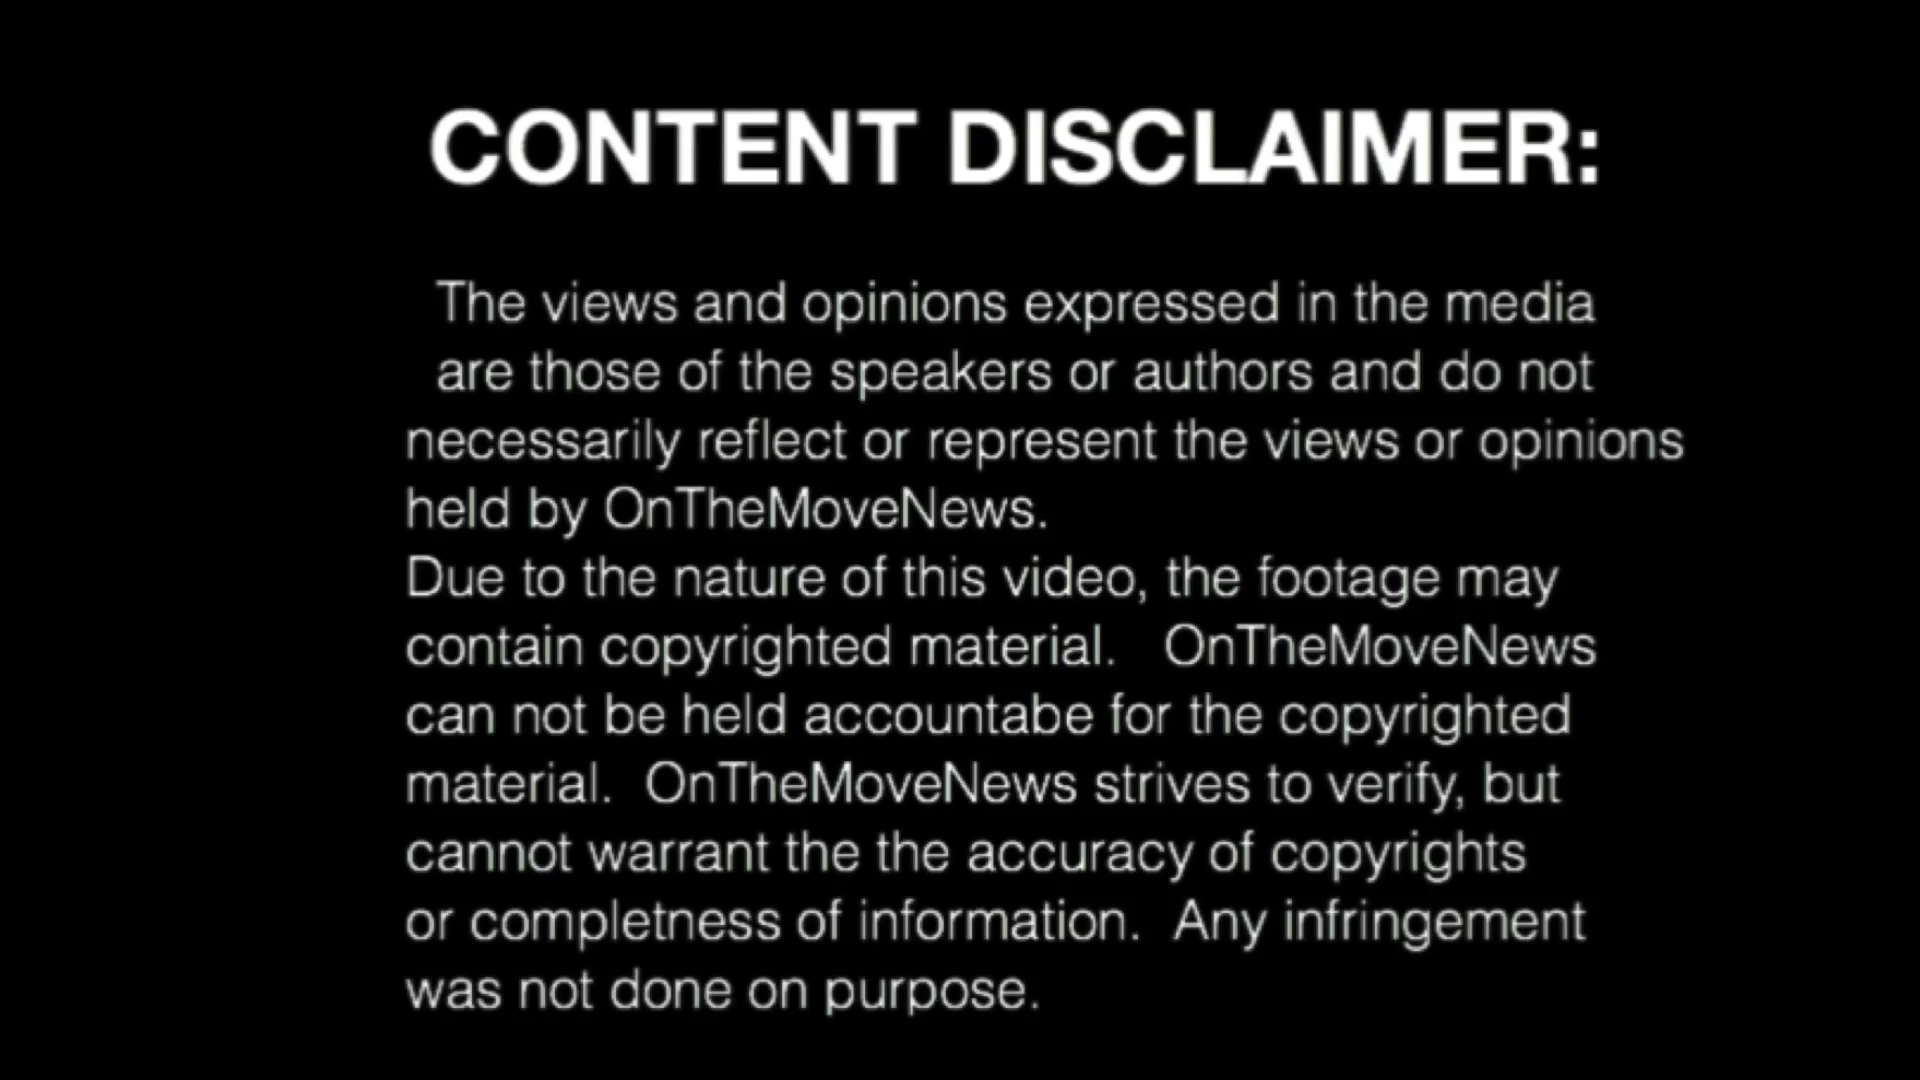 CONTENT DISCLAIMER:
The views and opinions expressed in the media
are those of the speakers or authors and do not
necessarily reflect or represent the views or opinions
held by OnTheMoveNews.
Due to the nature of this video, the footage may
contain copyrighted material. OnTheMoveNews
can not be held accountabe for the copyrighted
material. OnTheMoveNews strives to verify, but
cannot warrant the the accuracy of copyrights
or completness of information. Any infringement
was not done on purpose.